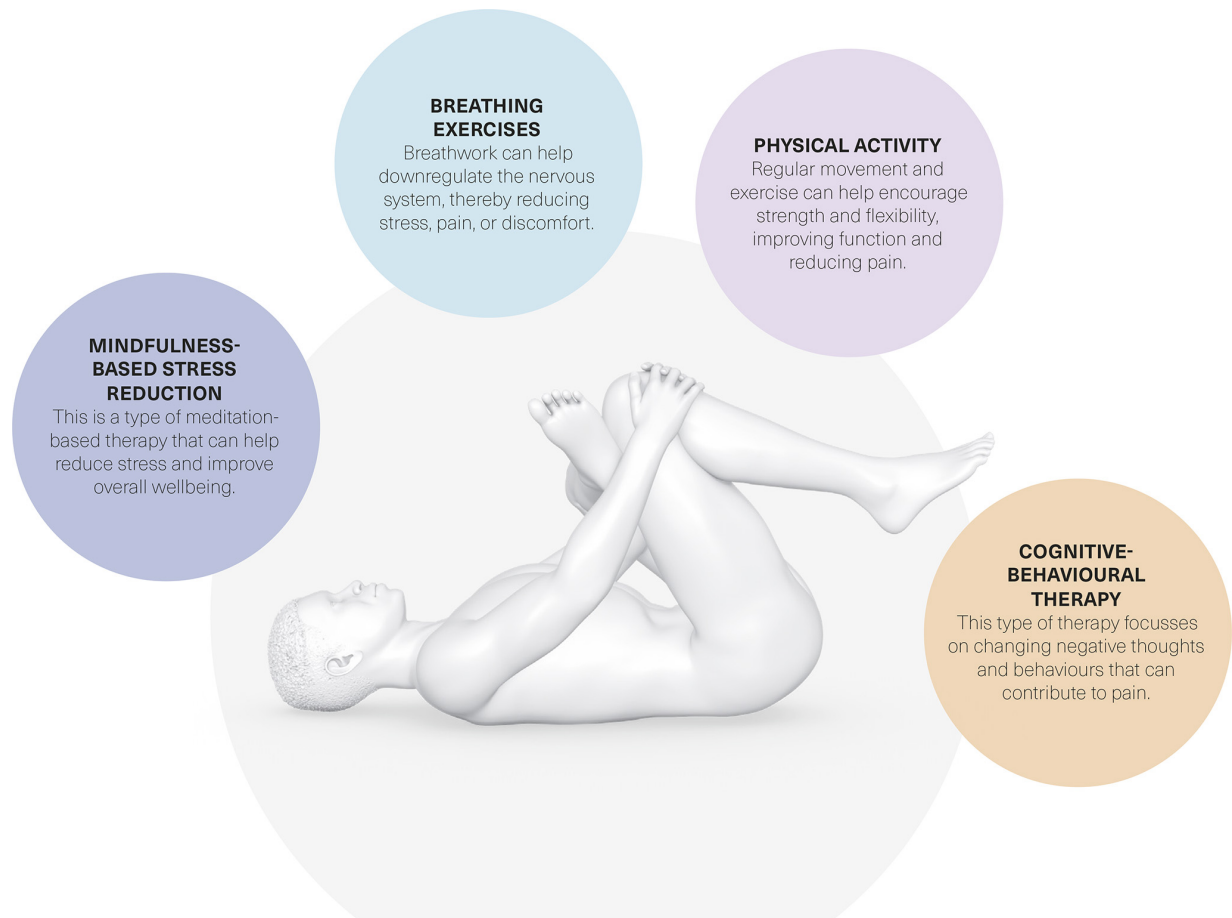 BREATHING
EXERCISES
Breathwork can help
downregulate the nervous
system, thereby reducing
stress, pain, or discomfort.
PHYSICAL ACTIVITY
Regular movement and
exercise can help encourage
strength and flexibility,
improving function and
reducing pain.
MINDFULNESS-
BASED STRESS
REDUCTION
This is a type of meditation-
based therapy that can help
reduce stress and improve
overall wellbeing.
COGNITIVE-
BEHAVIOURAL
THERAPY
This type of therapy focusses
on changing negative thoughts
and behaviours that can
contribute to pain.